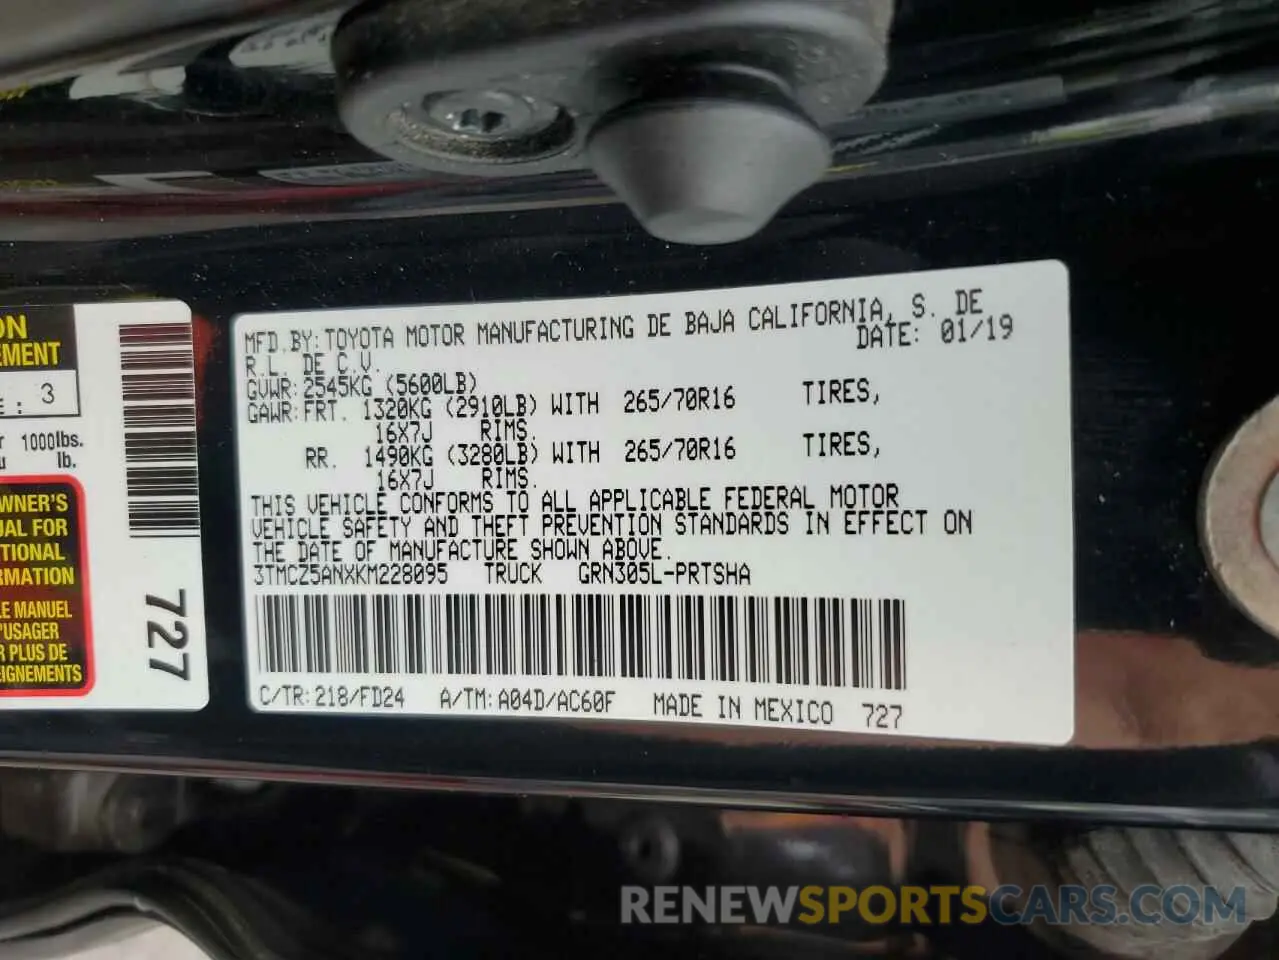 MFD.BY: TOYOTA MOTOR MANUFACTURING DE BAJA CALIFORNIA, S. DE
R.L. DE C.V. DATE: 01/19
GVWR: 2545KG (5600LB)
GAWR: FRT. 1320KG (2910LB) WITH 265/70R16 TIRES,
16X7J RIMS.
RR. 1490KG (3280LB) WITH 265/70R16 TIRES,
16X7J RIMS.
THIS VEHICLE CONFORMS TO ALL APPLICABLE FEDERAL MOTOR
VEHICLE SAFETY AND THEFT PREVENTION STANDARDS IN EFFECT ON
THE DATE OF MANUFACTURE SHOWN ABOVE.
3TMCZ5ANXKM228095 TRUCK GRN305L-PRTSHA
C/TR: 218/FD24 A/TM: A04D/AC60F MADE IN MEXICO 727
ON
EMENT
E : 3
r 1000lbs.
u lb.
WNER'S
UAL FOR
TIONAL
RMATION
LE MANUEL
'USAGER
R PLUS DE
EIGNEMENTS
727
RENEWSPORTSCARS.COM